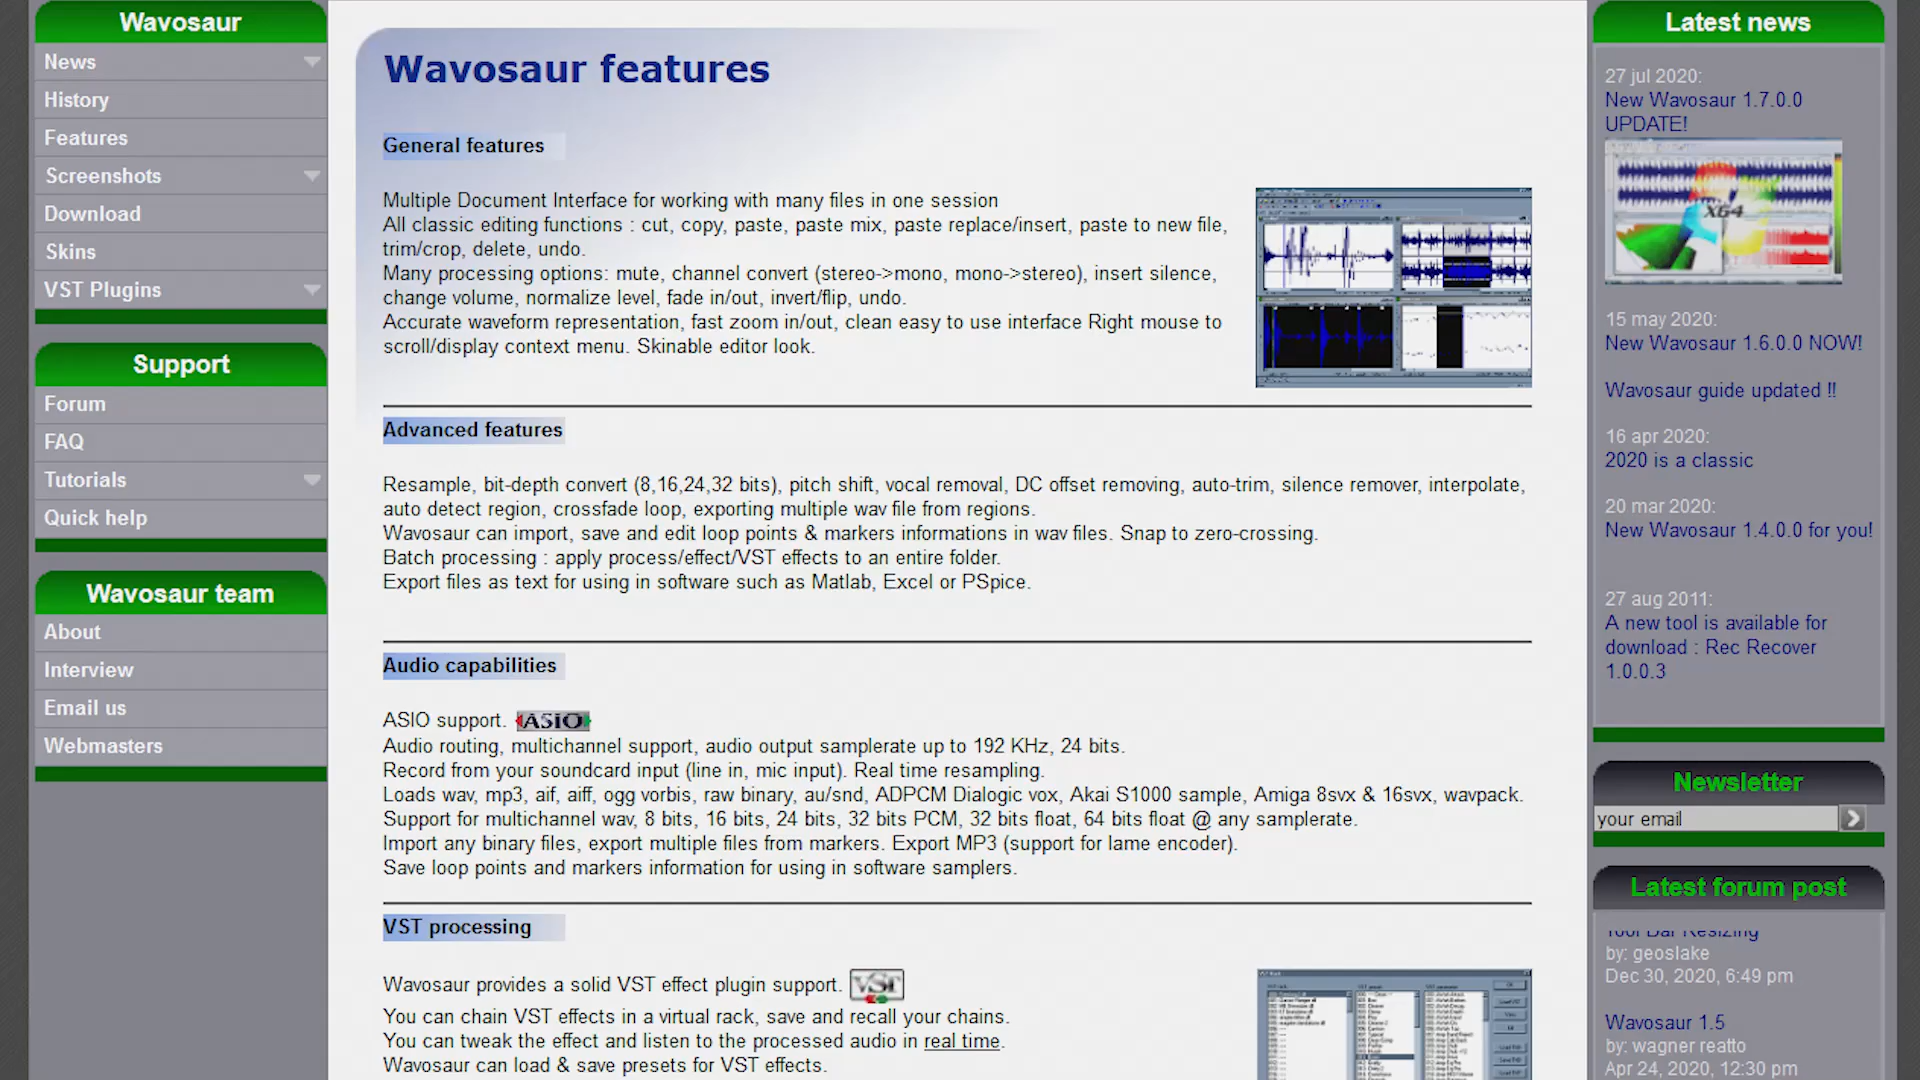 Wavosaur
News
History
Features
Screenshots
Download
Skins
VST Plugins
Support
Forum
FAQ
Tutorials
Quick help
Wavosaur team
About
Interview
Email us
Webmasters
Wavosaur features
General features
Multiple Document Interface for working with many files in one session
All classic editing functions : cut, copy, paste, paste mix, paste replace/insert, paste to new file,
trim/crop, delete, undo.
Many processing options: mute, channel convert (stereo->mono, mono->stereo), insert silence,
change volume, normalize level, fade in/out, invert/flip, undo.
Accurate waveform representation, fast zoom in/out, clean easy to use interface Right mouse to
scroll/display context menu. Skinable editor look.
Advanced features
Resample, bit-depth convert (8,16,24,32 bits), pitch shift, vocal removal, DC offset removing, auto-trim, silence remover, interpolate,
auto detect region, crossfade loop, exporting multiple wav file from regions.
Wavosaur can import, save and edit loop points & markers informations in wav files. Snap to zero-crossing.
Batch processing : apply process/effect/VST effects to an entire folder.
Export files as text for using in software such as Matlab, Excel or PSpice.
Audio capabilities
ASIO support. ASIO
Audio routing, multichannel support, audio output samplerate up to 192 KHz, 24 bits.
Record from your soundcard input (line in, mic input). Real time resampling.
Loads wav, mp3, aif, aiff, ogg vorbis, raw binary, au/snd, ADPCM Dialogic vox, Akai S1000 sample, Amiga 8svx & 16svx, wavpack.
Support for multichannel wav, 8 bits, 16 bits, 24 bits, 32 bits PCM, 32 bits float, 64 bits float @ any samplerate.
Import any binary files, export multiple files from markers. Export MP3 (support for lame encoder).
Save loop points and markers information for using in software samplers.
VST processing
Wavosaur provides a solid VST effect plugin support. VST
You can chain VST effects in a virtual rack, save and recall your chains.
You can tweak the effect and listen to the processed audio in real time.
Wavosaur can load & save presets for VST effects.
Latest news
27 jul 2020:
New Wavosaur 1.7.0.0
UPDATE!
X64
15 may 2020:
New Wavosaur 1.6.0.0 NOW!
Wavosaur guide updated !!
16 apr 2020:
2020 is a classic
20 mar 2020:
New Wavosaur 1.4.0.0 for you!
27 aug 2011:
A new tool is available for
download : Rec Recover
1.0.0.3
Newsletter
your email
Latest forum post
Tool Bar Resizing
by: geoslake
Dec 30, 2020, 6:49 pm
Wavosaur 1.5
by: wagner reatto
Apr 24, 2020, 12:30 pm